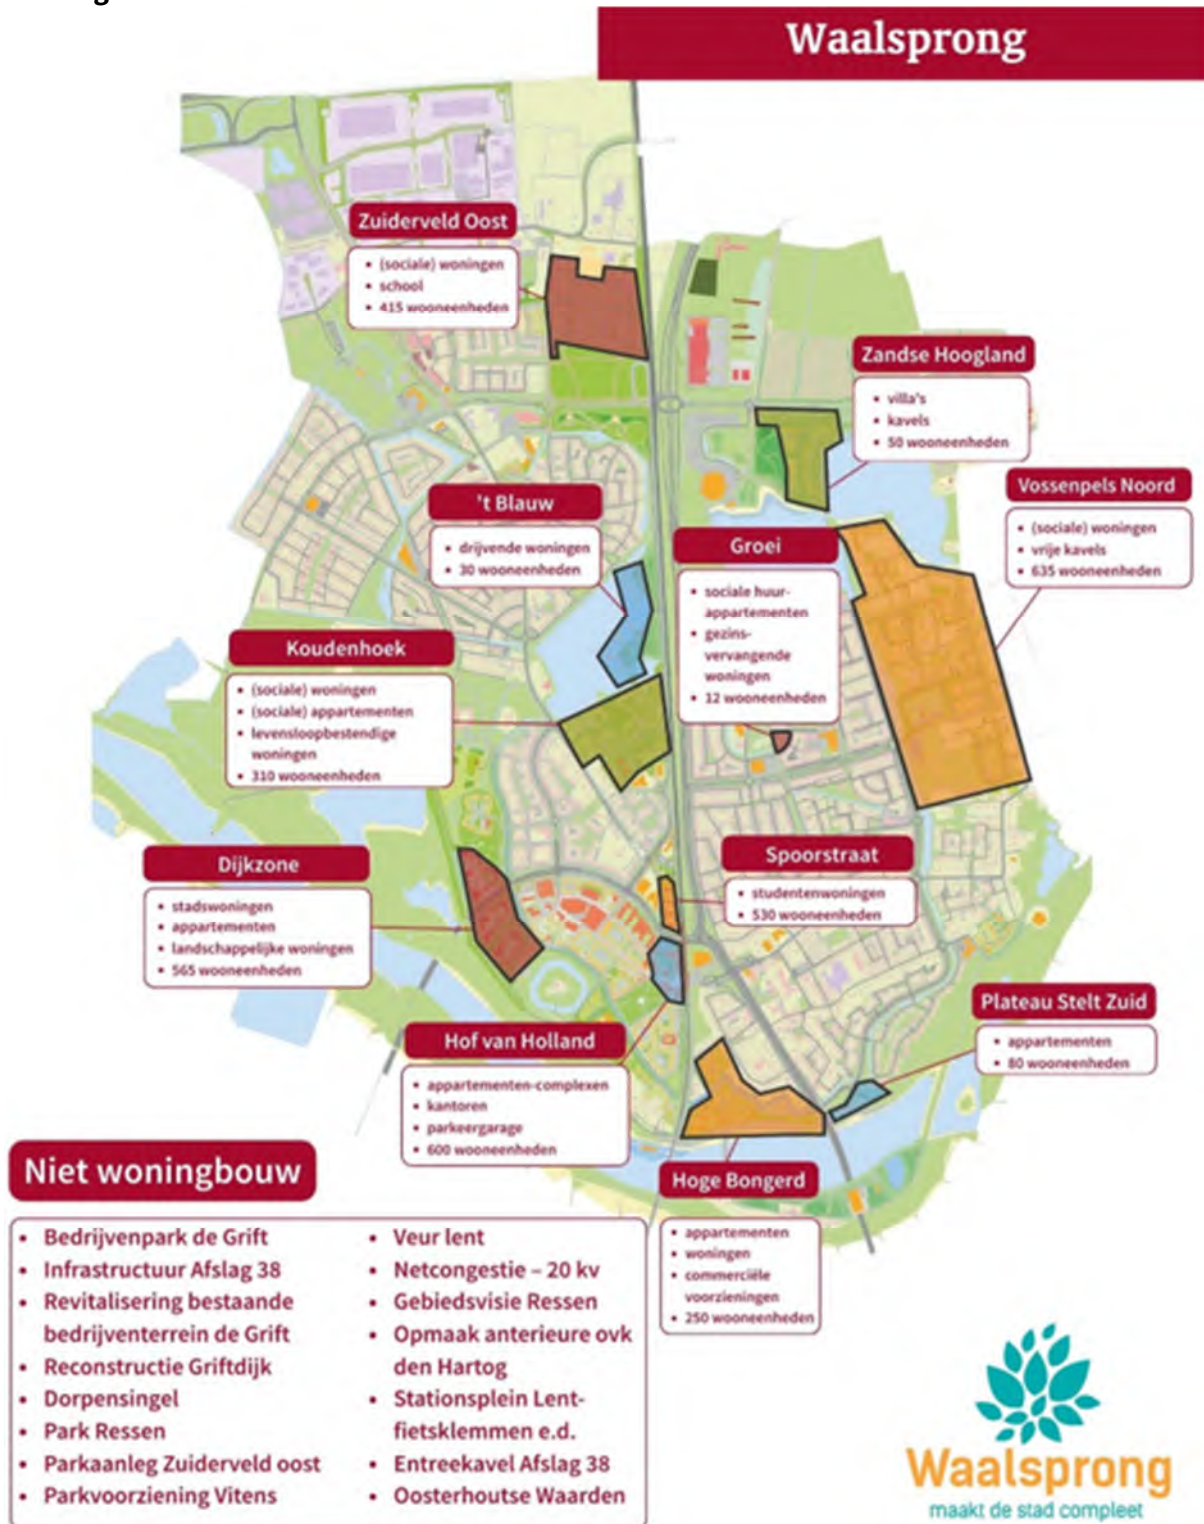 Waalsprong
Zuiderveld Oost
• (sociale) woningen
• school
• 415 wooneenheden
Zandse Hoogland
• villa's
• kavels
• 50 wooneenheden
Vossenpels Noord
• (sociale) woningen
• vrije kavels
• 635 wooneenheden
't Blauw
• drijvende woningen
• 30 wooneenheden
Groei
• sociale huur-
appartementen
• gezins-
vervangende
woningen
• 12 wooneenheden
Koudenhoek
• (sociale) woningen
• (sociale) appartementen
• levensloopbestendige
woningen
• 310 wooneenheden
Dijkzone
• stadswoningen
• appartementen
• landschappelijke woningen
• 565 wooneenheden
Spoorstraat
• studentenwoningen
• 530 wooneenheden
Plateau Stelt Zuid
• appartementen
• 80 wooneenheden
Hof van Holland
• appartementen-complexen
• kantoren
• parkeergarage
• 600 wooneenheden
Hoge Bongerd
• appartementen
• woningen
• commerciële
voorzieningen
• 250 wooneenheden
Niet woningbouw
• Bedrijvenpark de Grift
• Infrastructuur Afslag 38
• Revitalisering bestaande
bedrijventerrein de Grift
• Reconstructie Griftdijk
• Dorpensingel
• Park Ressen
• Parkaanleg Zuiderveld oost
• Parkvoorziening Vitens
• Veur lent
• Netcongestie – 20 kv
• Gebiedsvisie Ressen
• Opmaak anterieure ovk
den Hartog
• Stationsplein Lent-
fietsklemmen e.d.
• Entreekavel Afslag 38
• Oosterhoutse Waarden
Waalsprong
maakt de stad compleet